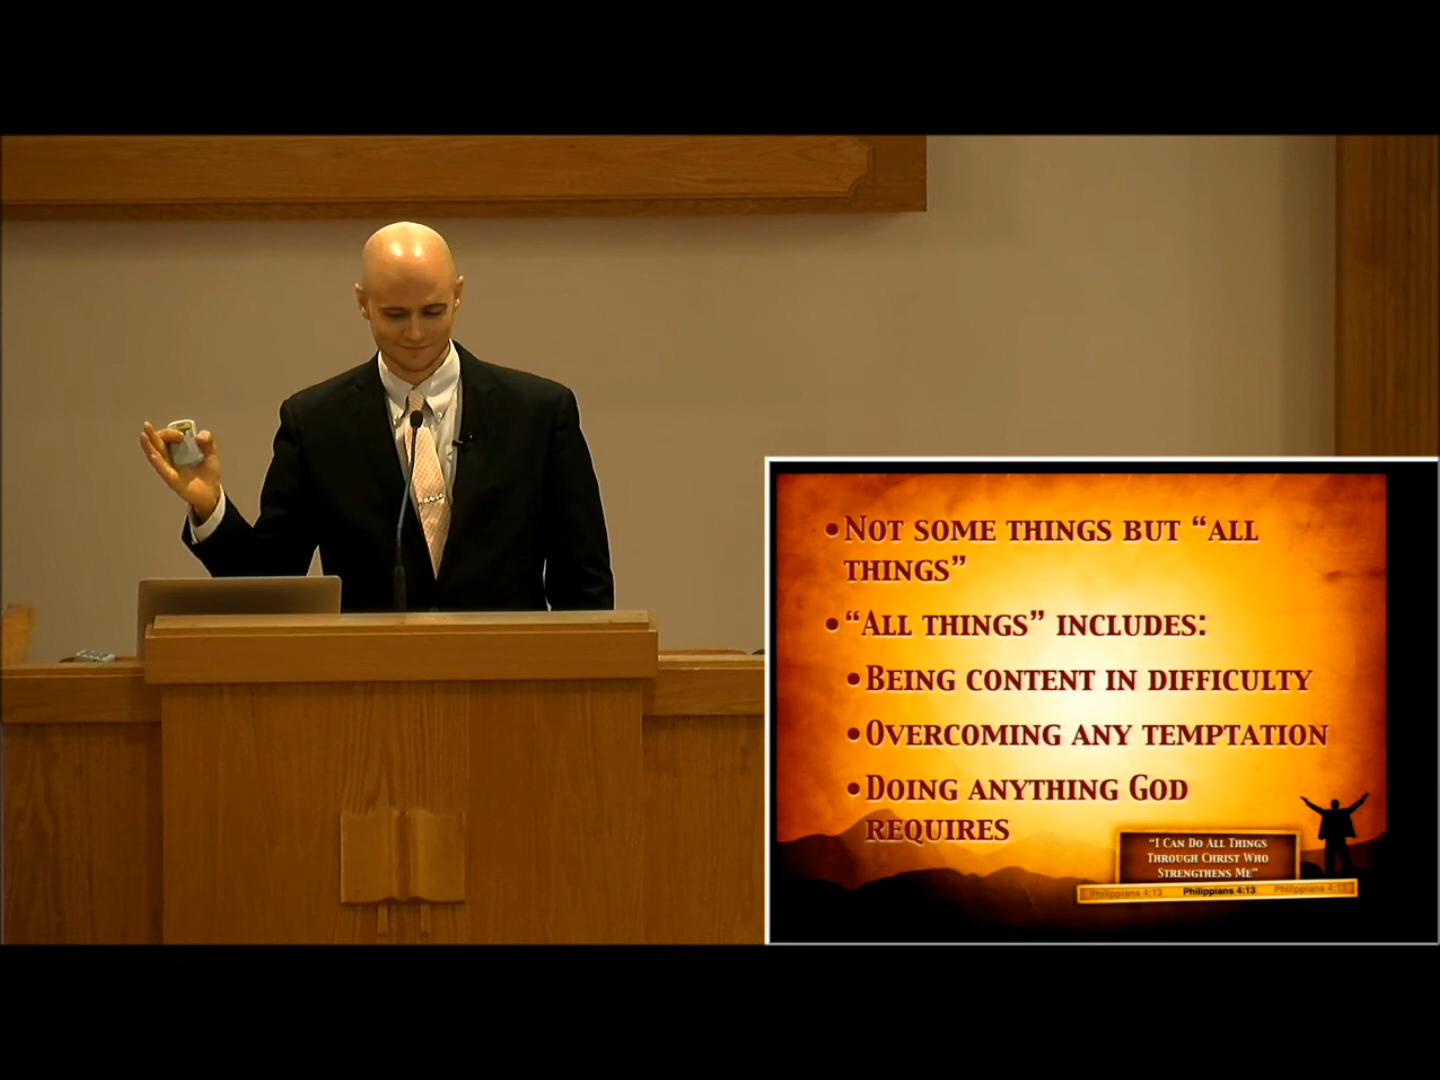 •Not some things but “all
things”
•“All things” includes:
•Being content in difficulty
•Overcoming any temptation
•Doing anything God
requires
“I Can Do All Things
Through Christ Who
Strengthens Me”
Philippians 4:13 Philippians 4:13 Philippians 4:13